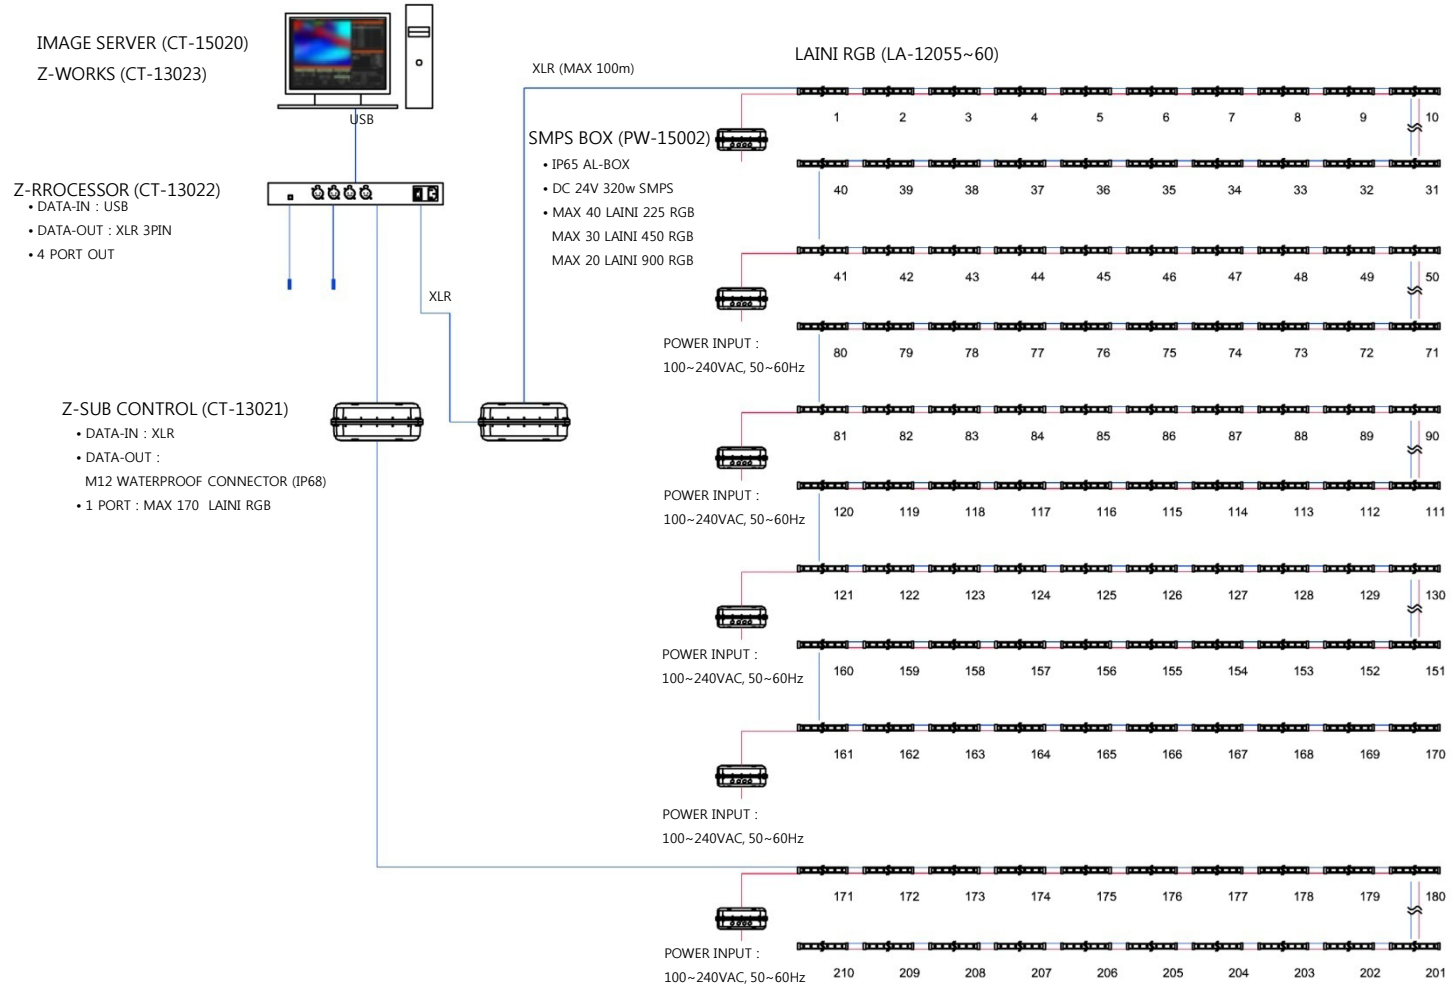 IMAGE SERVER (CT-15020)
Z-WORKS (CT-13023)
USB
Z-RROCESSOR (CT-13022)
• DATA-IN : USB
• DATA-OUT : XLR 3PIN
• 4 PORT OUT
XLR
Z-SUB CONTROL (CT-13021)
• DATA-IN : XLR
• DATA-OUT :
M12 WATERPROOF CONNECTOR (IP68)
• 1 PORT : MAX 170 LAINI RGB
XLR (MAX 100m)
SMPS BOX (PW-15002)
• IP65 AL-BOX
• DC 24V 320w SMPS
• MAX 40 LAINI 225 RGB
MAX 30 LAINI 450 RGB
MAX 20 LAINI 900 RGB
LAINI RGB (LA-12055~60)
1 2 3 4 5 6 7 8 9 10
40 39 38 37 36 35 34 33 32 31
41 42 43 44 45 46 47 48 49 50
POWER INPUT :
100~240VAC, 50~60Hz
80 79 78 77 76 75 74 73 72 71
81 82 83 84 85 86 87 88 89 90
POWER INPUT :
100~240VAC, 50~60Hz
120 119 118 117 116 115 114 113 112 111
121 122 123 124 125 126 127 128 129 130
POWER INPUT :
100~240VAC, 50~60Hz
160 159 158 157 156 155 154 153 152 151
161 162 163 164 165 166 167 168 169 170
POWER INPUT :
100~240VAC, 50~60Hz
171 172 173 174 175 176 177 178 179 180
POWER INPUT :
100~240VAC, 50~60Hz
210 209 208 207 206 205 204 203 202 201